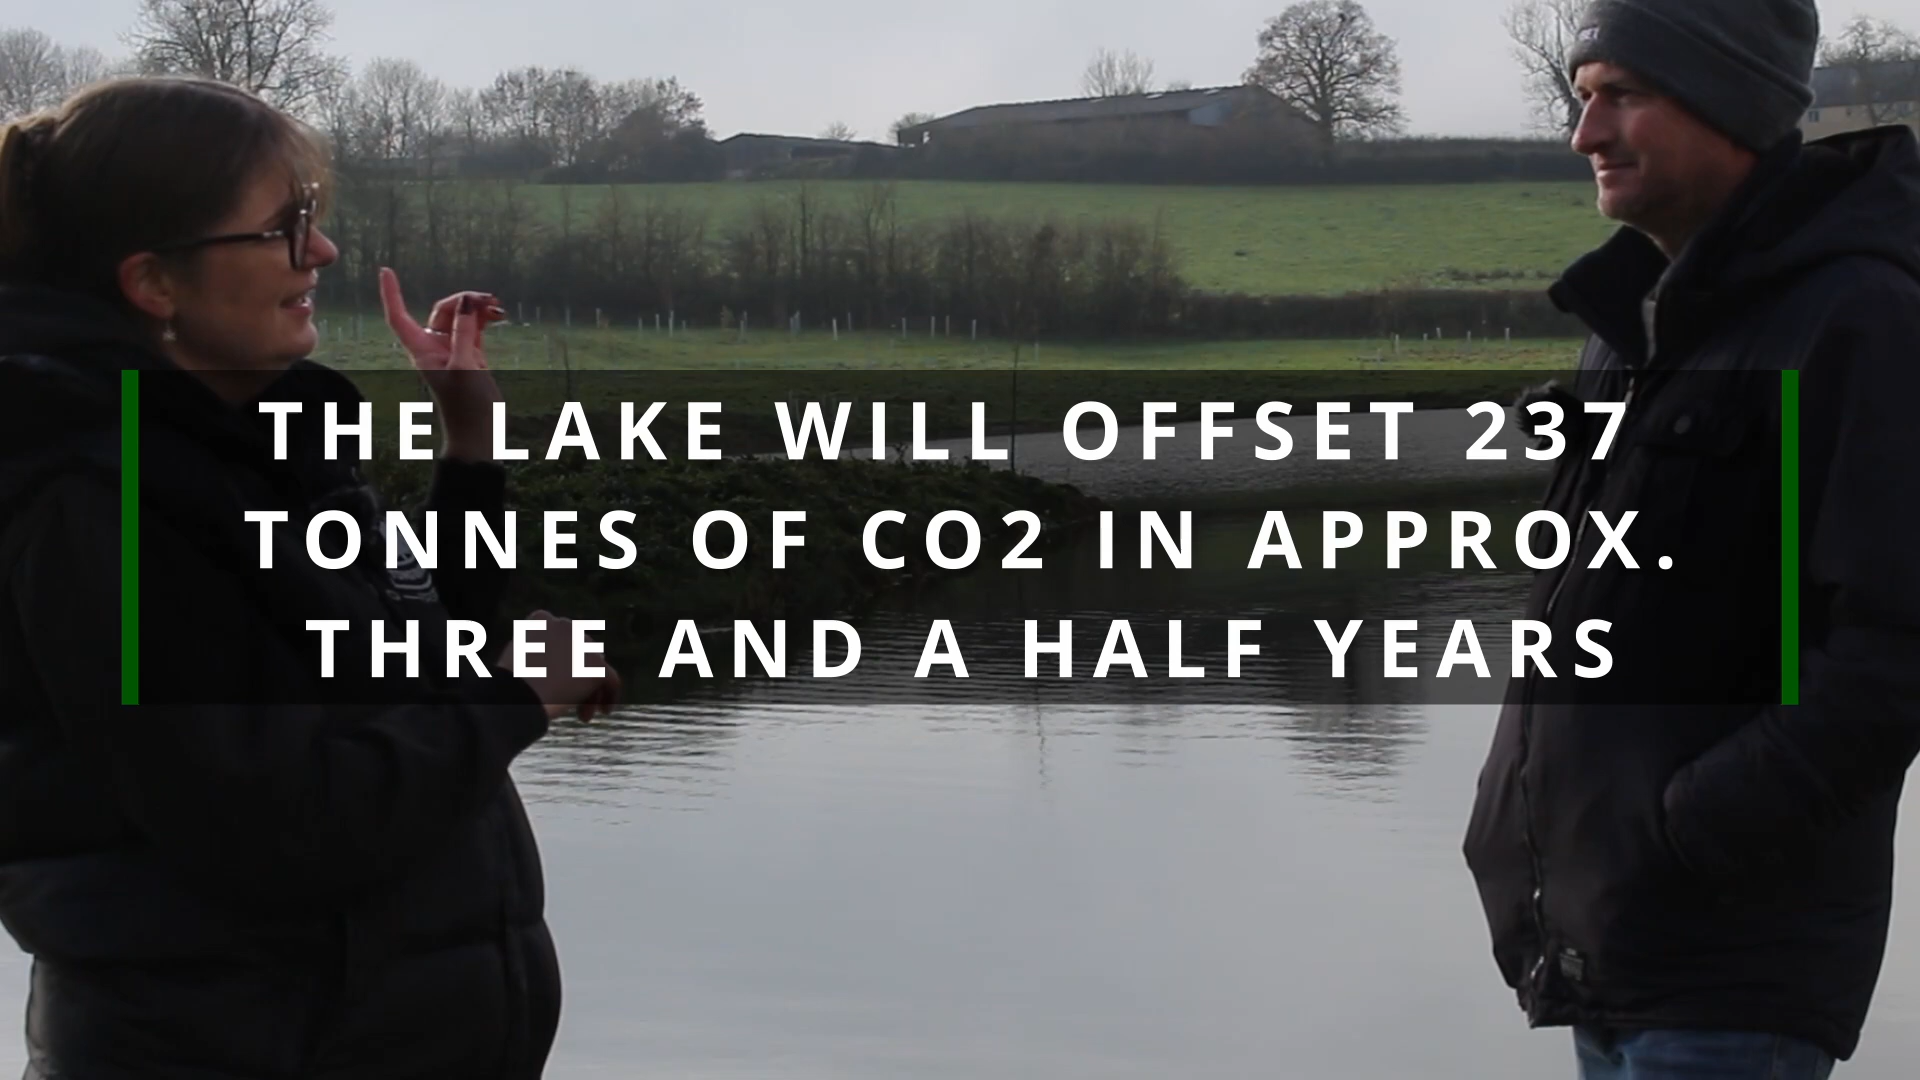 THE LAKE WILL OFFSET 237
TONNES OF CO2 IN APPROX.
THREE AND A HALF YEARS